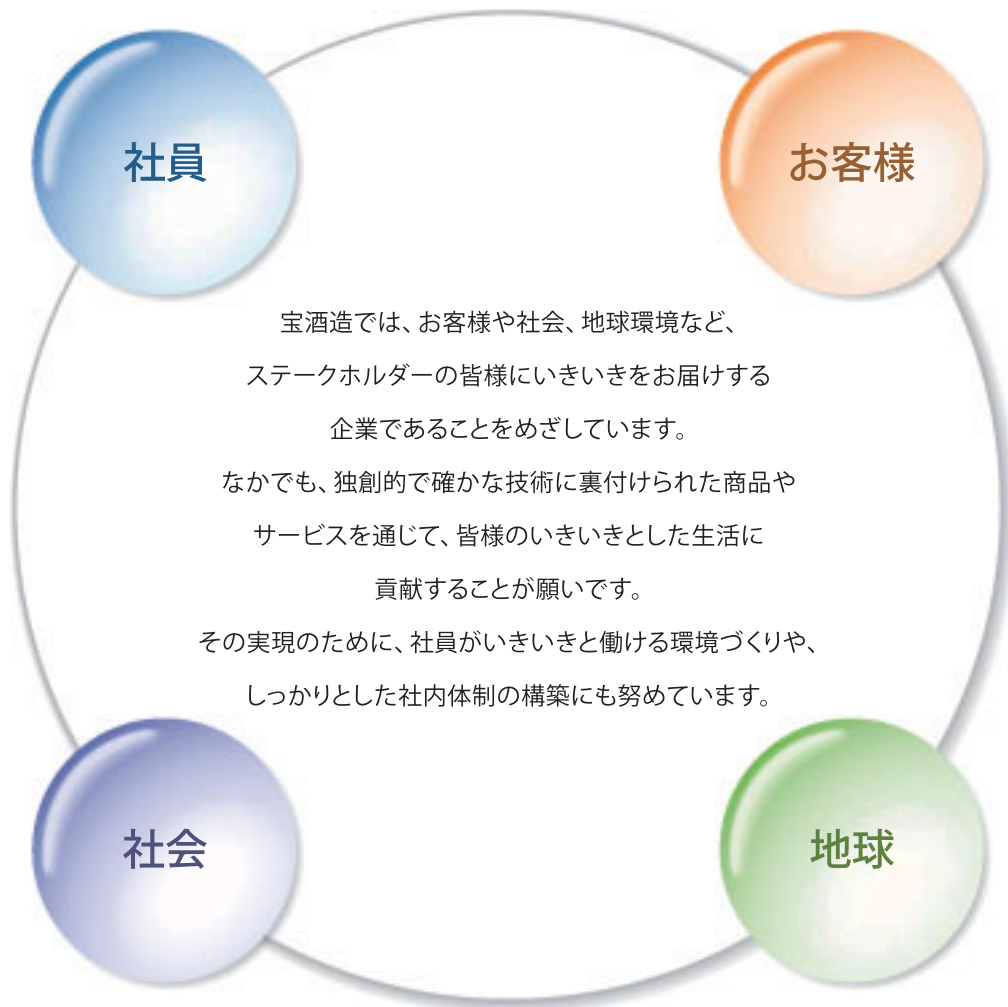 社員
お客様
宝酒造では、お客様や社会、地球環境など、
ステークホルダーの皆様にいきいきをお届けする
企業であることをめざしています。
なかでも、独創的で確かな技術に裏付けられた商品や
サービスを通じて、皆様のいきいきとした生活に
貢献することが願いです。
その実現のために、社員がいきいきと働ける環境づくりや、
しっかりとした社内体制の構築にも努めています。
社会
地球